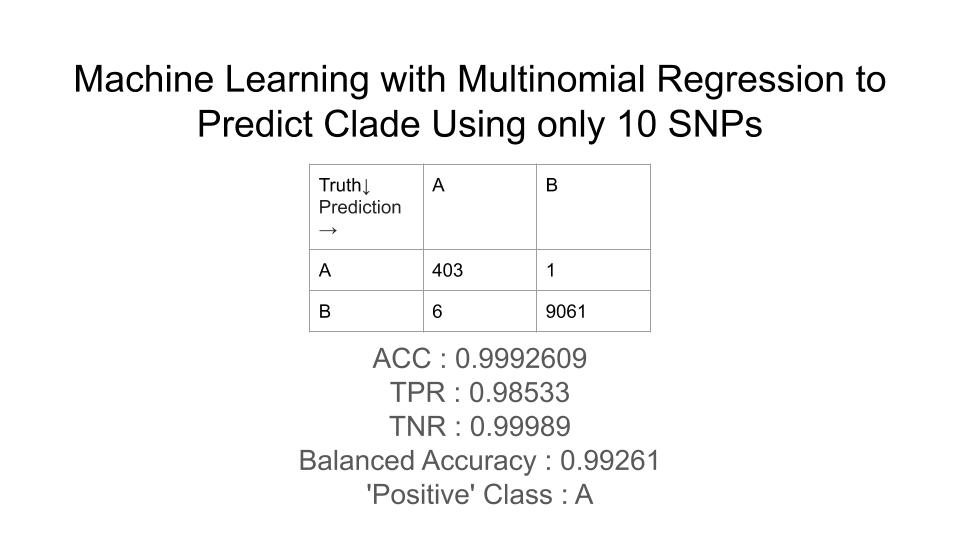 Machine Learning with Multinomial Regression to
Predict Clade Using only 10 SNPs
Truth↓
Prediction
→
A
B
A
403
1
B
6
9061
ACC : 0.9992609
TPR : 0.98533
TNR : 0.99989
Balanced Accuracy : 0.99261
'Positive' Class : A